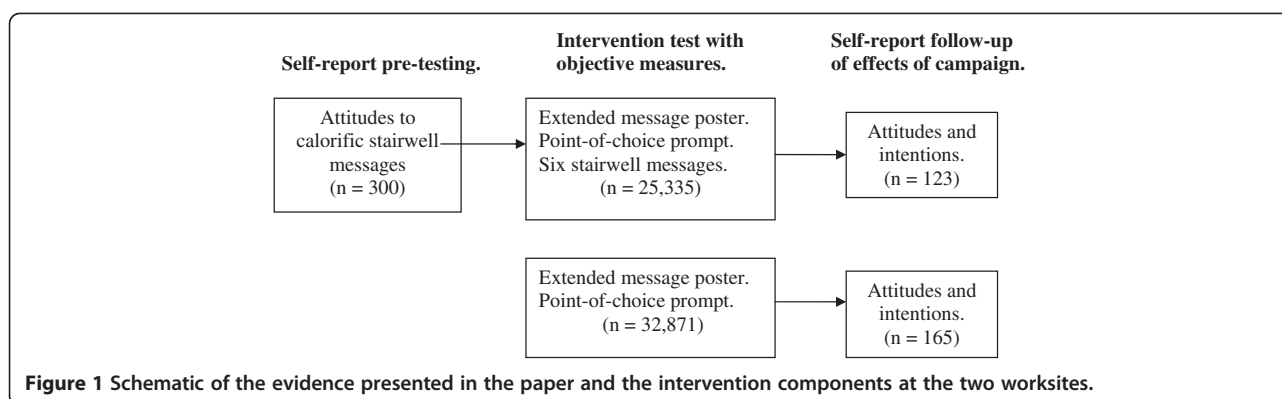 Self-report pre-testing.
Intervention test with
objective measures.
Self-report follow-up
of effects of campaign.
Attitudes to
calorific stairwell
messages
(n = 300)
Extended message poster.
Point-of-choice prompt.
Six stairwell messages.
(n = 25,335)
Attitudes and
intentions.
(n = 123)
Extended message poster.
Point-of-choice prompt.
(n = 32,871)
Attitudes and
intentions.
(n = 165)
Figure 1 Schematic of the evidence presented in the paper and the intervention components at the two worksites.